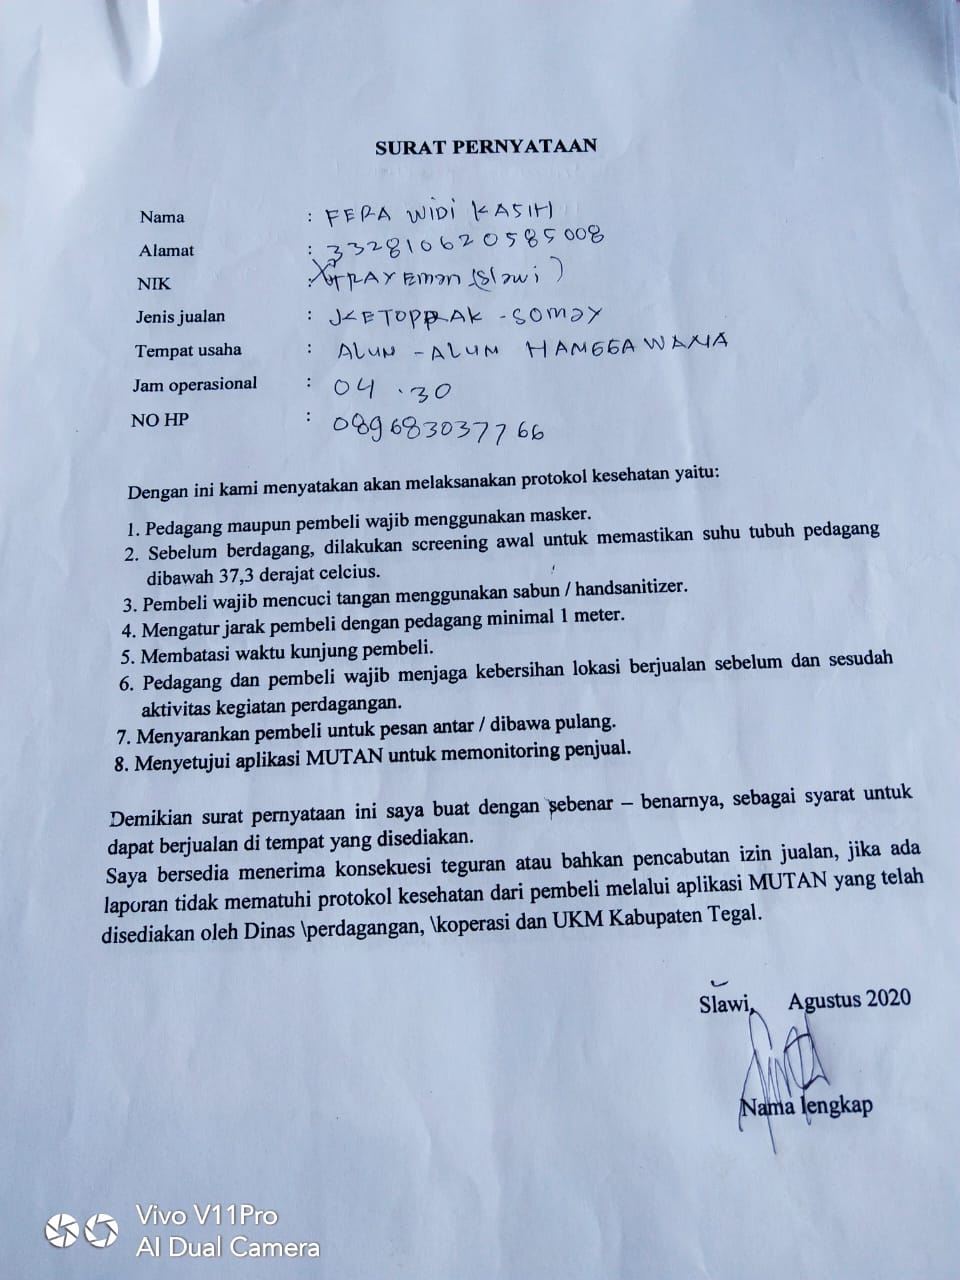 SURAT PERNYATAAN
Nama : FERA WIDI KASIH
Alamat : 332810620585008
NIK : TRAYEman (Slawi)
Jenis jualan : KETOPRAK - SOMAY
Tempat usaha : ALUN - ALUN HANGGAWANA
Jam operasional : 04.30
NO HP : 089683037766
Dengan ini kami menyatakan akan melaksanakan protokol kesehatan yaitu:
1. Pedagang maupun pembeli wajib menggunakan masker.
2. Sebelum berdagang, dilakukan screening awal untuk memastikan suhu tubuh pedagang
dibawah 37,3 derajat celcius.
3. Pembeli wajib mencuci tangan menggunakan sabun / handsanitizer.
4. Mengatur jarak pembeli dengan pedagang minimal 1 meter.
5. Membatasi waktu kunjung pembeli.
6. Pedagang dan pembeli wajib menjaga kebersihan lokasi berjualan sebelum dan sesudah
aktivitas kegiatan perdagangan.
7. Menyarankan pembeli untuk pesan antar / dibawa pulang.
8. Menyetujui aplikasi MUTAN untuk memonitoring penjual.
Demikian surat pernyataan ini saya buat dengan sebenar – benarnya, sebagai syarat untuk
dapat berjualan di tempat yang disediakan.
Saya bersedia menerima konsekuesi teguran atau bahkan pencabutan izin jualan, jika ada
laporan tidak mematuhi protokol kesehatan dari pembeli melalui aplikasi MUTAN yang telah
disediakan oleh Dinas \perdagangan, \koperasi dan UKM Kabupaten Tegal.
Slawi, Agustus 2020
Nama lengkap
Vivo V11Pro
AI Dual Camera